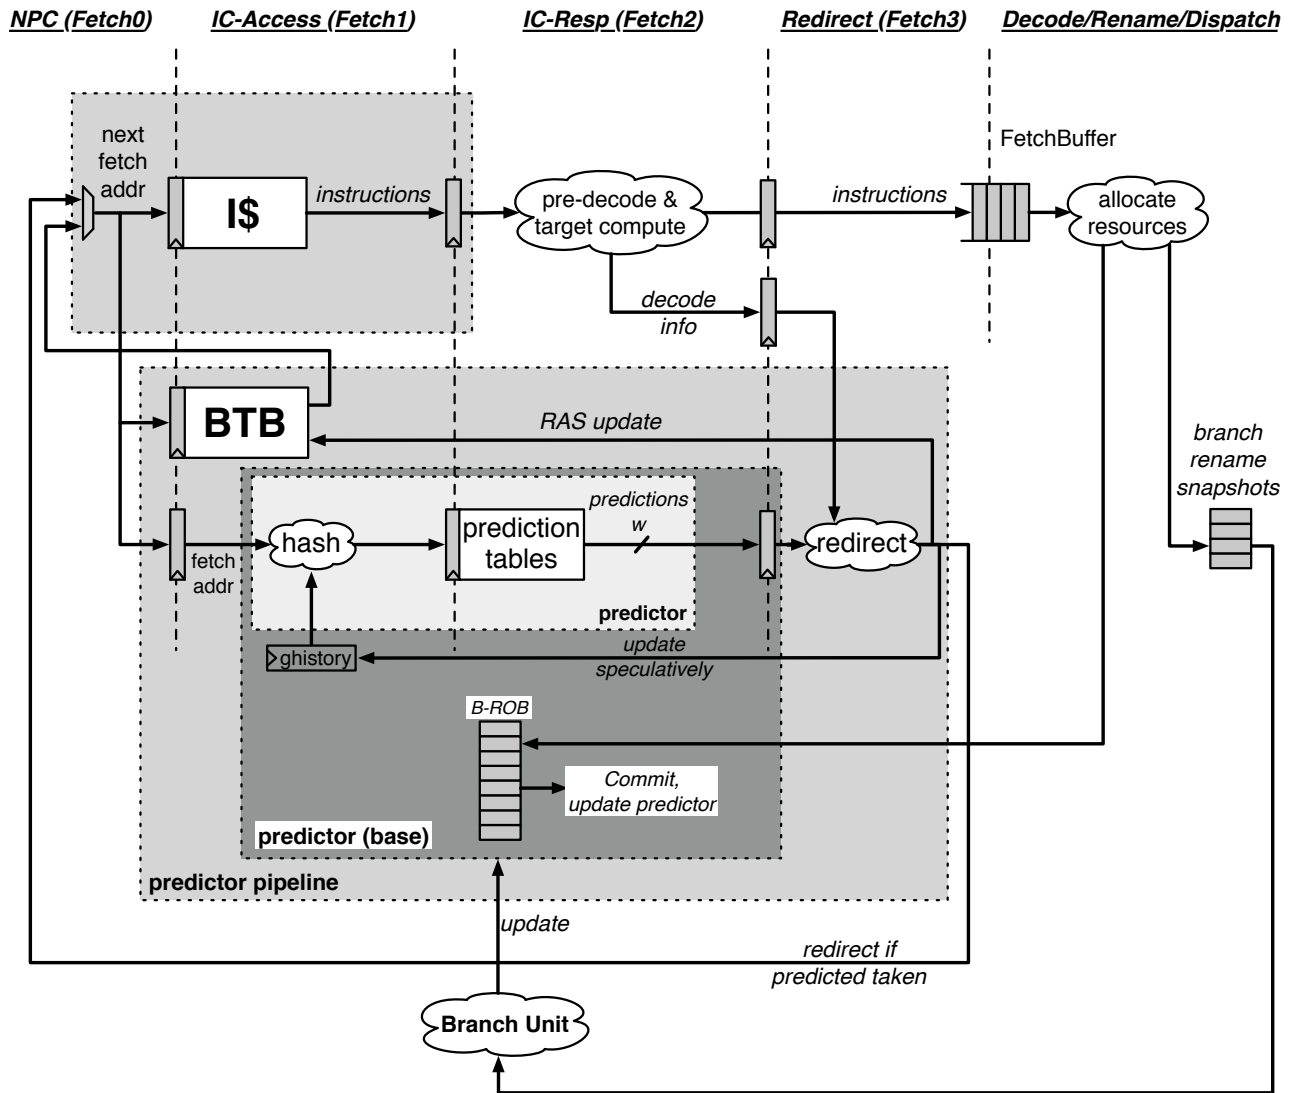 NPC (Fetch0)
IC-Access (Fetch1)
IC-Resp (Fetch2)
Redirect (Fetch3)
Decode/Rename/Dispatch
next
fetch
addr
I$
instructions
pre-decode &
target compute
instructions
FetchBuffer
allocate
resources
decode
info
BTB
RAS update
branch
rename
snapshots
fetch
addr
hash
prediction
tables
predictions
w
redirect
predictor
ghistory
update
speculatively
B-ROB
Commit,
update predictor
predictor (base)
predictor pipeline
update
redirect if
predicted taken
Branch Unit